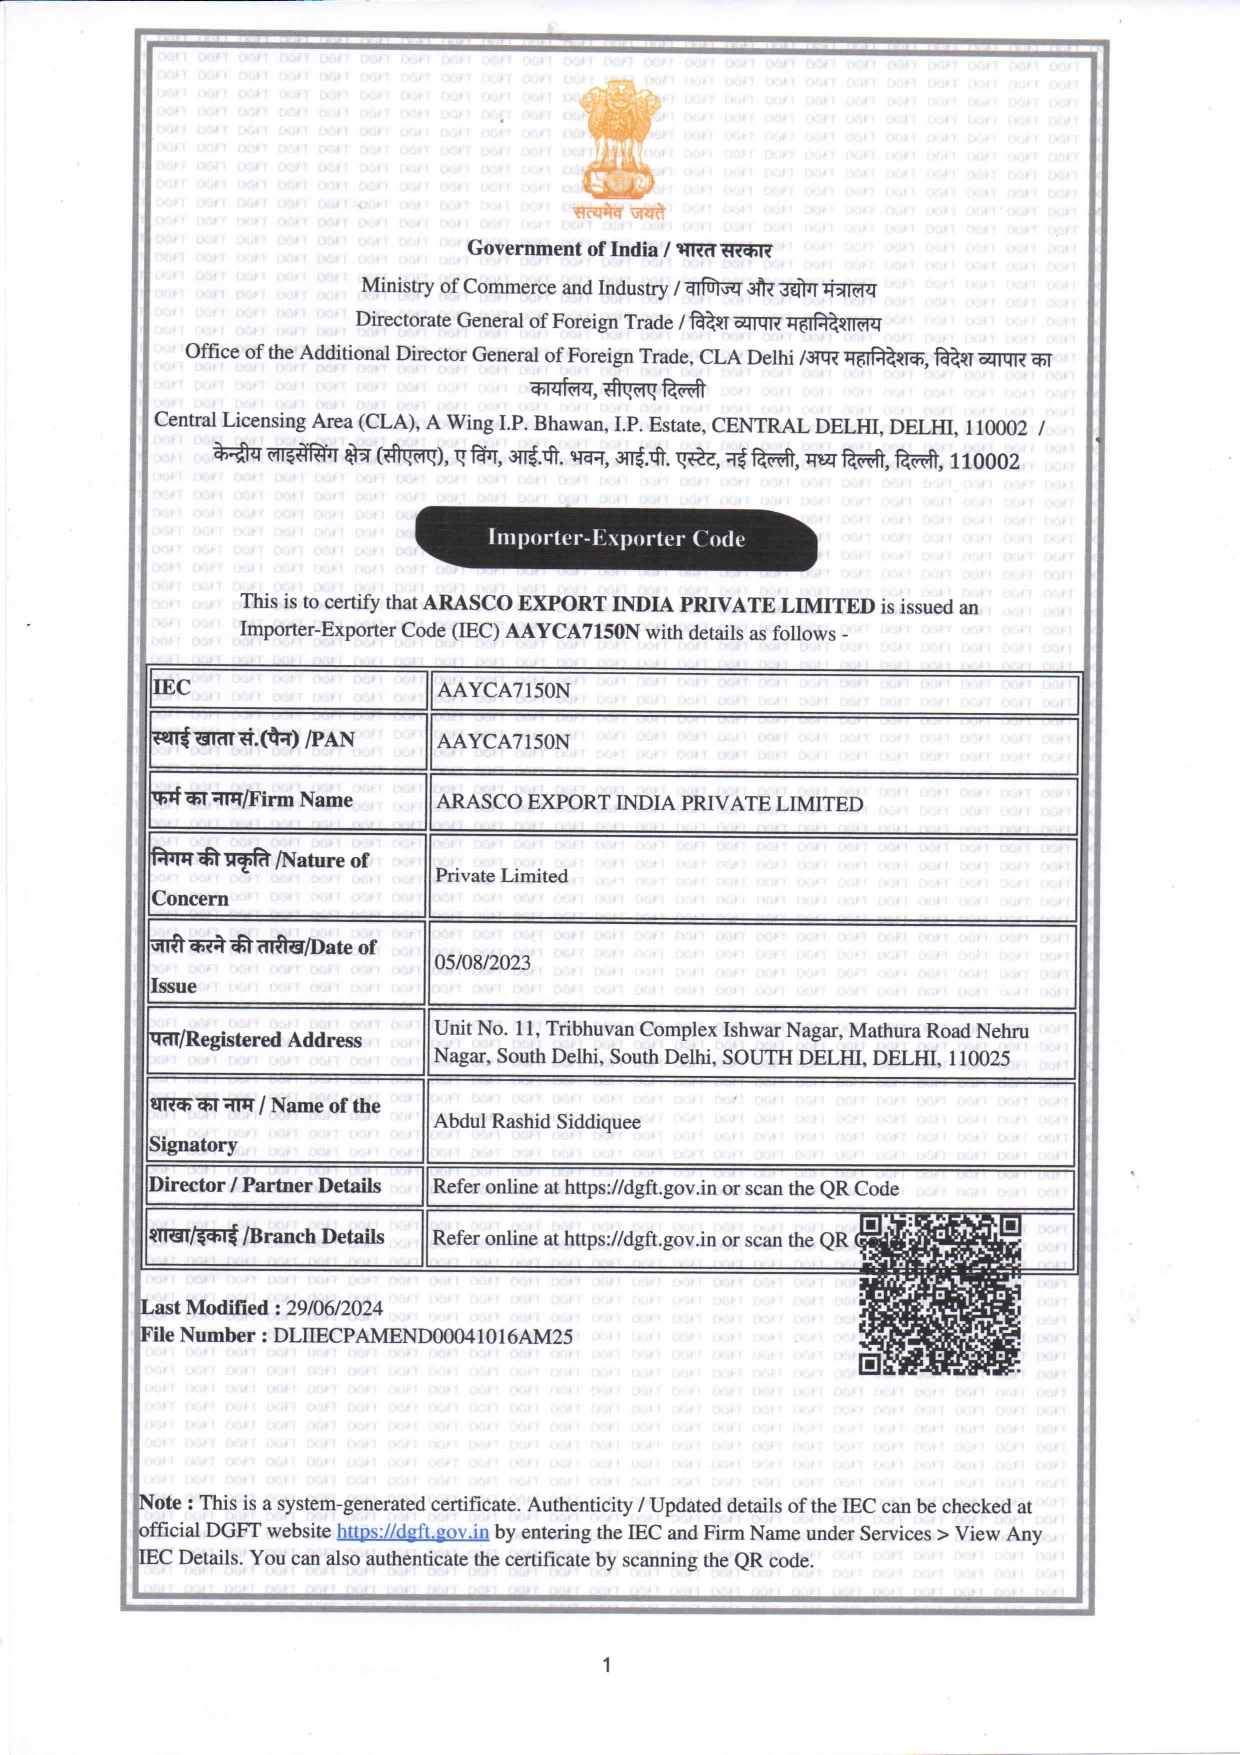 सत्यमेव जयते
Government of India / भारत सरकार
Ministry of Commerce and Industry / वाणिज्य और उद्योग मंत्रालय
Directorate General of Foreign Trade / विदेश व्यापार महानिदेशालय
Office of the Additional Director General of Foreign Trade, CLA Delhi /अपर महानिदेशक, विदेश व्यापार का
कार्यालय, सीएलए दिल्ली
Central Licensing Area (CLA), A Wing I.P. Bhawan, I.P. Estate, CENTRAL DELHI, DELHI, 110002 /
केन्द्रीय लाइसेंसिंग क्षेत्र (सीएलए), ए विंग, आई.पी. भवन, आई.पी. एस्टेट, नई दिल्ली, मध्य दिल्ली, दिल्ली, 110002
Importer-Exporter Code
This is to certify that ARASCO EXPORT INDIA PRIVATE LIMITED is issued an
Importer-Exporter Code (IEC) AAYCA7150N with details as follows -
IEC AAYCA7150N
स्थाई खाता सं.(पैन) /PAN AAYCA7150N
फर्म का नाम/Firm Name ARASCO EXPORT INDIA PRIVATE LIMITED
निगम की प्रकृति /Nature of
Concern
Private Limited
जारी करने की तारीख/Date of
Issue
05/08/2023
पता/Registered Address
Unit No. 11, Tribhuvan Complex Ishwar Nagar, Mathura Road Nehru
Nagar, South Delhi, South Delhi, SOUTH DELHI, DELHI, 110025
धारक का नाम / Name of the
Signatory
Abdul Rashid Siddiquee
Director / Partner Details Refer online at https://dgft.gov.in or scan the QR Code
शाखा/इकाई /Branch Details Refer online at https://dgft.gov.in or scan the QR
Last Modified : 29/06/2024
File Number : DLIIECPAMEND00041016AM25
Note : This is a system-generated certificate. Authenticity / Updated details of the IEC can be checked at
official DGFT website https://dgft.gov.in by entering the IEC and Firm Name under Services > View Any
IEC Details. You can also authenticate the certificate by scanning the QR code.
1